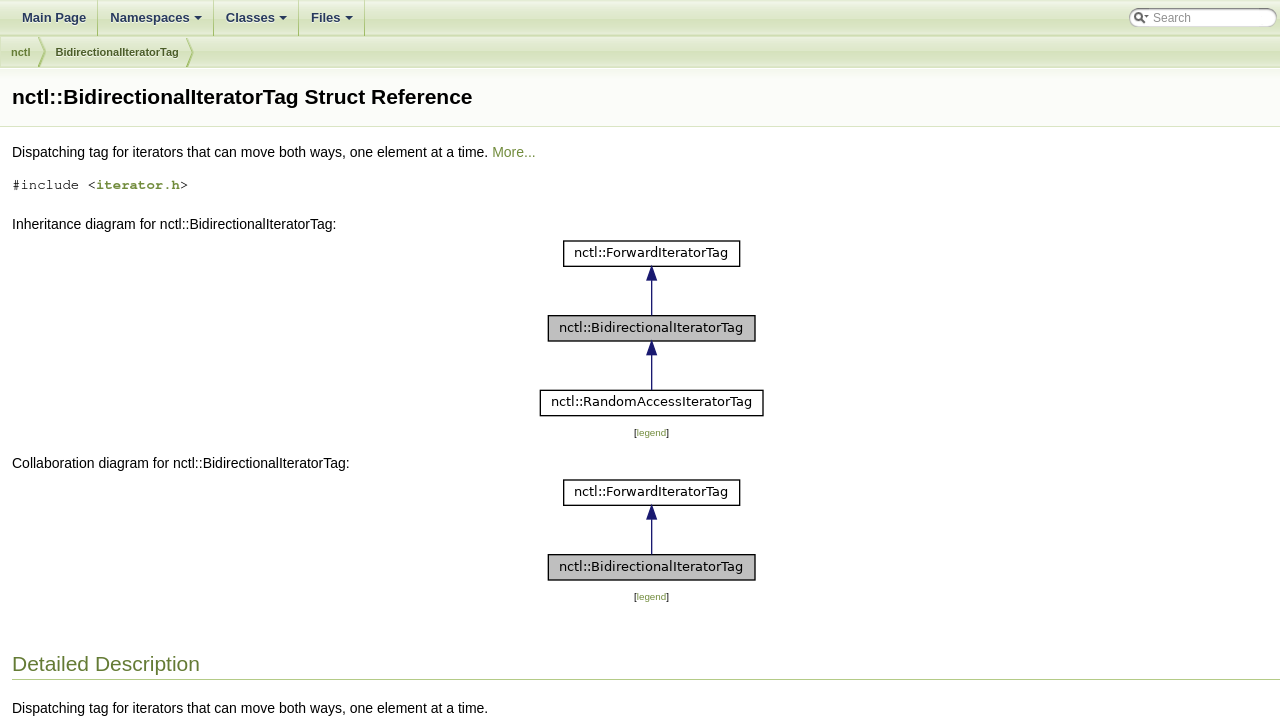 Main Page Namespaces Classes Files Search
nctl BidirectionalIteratorTag
nctl::BidirectionalIteratorTag Struct Reference
Dispatching tag for iterators that can move both ways, one element at a time. More...
#include <iterator.h>
Inheritance diagram for nctl::BidirectionalIteratorTag:
nctl::ForwardIteratorTag
nctl::BidirectionalIteratorTag
nctl::RandomAccessIteratorTag
[legend]
Collaboration diagram for nctl::BidirectionalIteratorTag:
nctl::ForwardIteratorTag
nctl::BidirectionalIteratorTag
[legend]
Detailed Description
Dispatching tag for iterators that can move both ways, one element at a time.